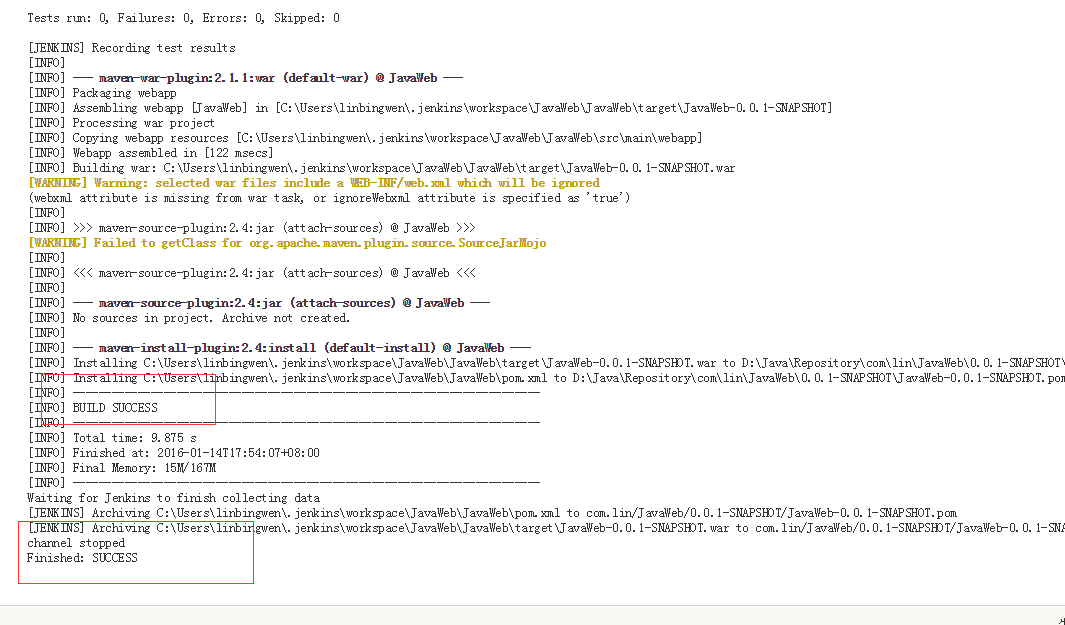 Tests run: 0, Failures: 0, Errors: 0, Skipped: 0
[JENKINS] Recording test results
[INFO]
[INFO] --- maven-war-plugin:2.1.1:war (default-war) @ JavaWeb ---
[INFO] Packaging webapp
[INFO] Assembling webapp [JavaWeb] in [C:\Users\linbingwen\.jenkins\workspace\JavaWeb\JavaWeb\target\JavaWeb-0.0.1-SNAPSHOT]
[INFO] Processing war project
[INFO] Copying webapp resources [C:\Users\linbingwen\.jenkins\workspace\JavaWeb\JavaWeb\src\main\webapp]
[INFO] Webapp assembled in [122 msecs]
[INFO] Building war: C:\Users\linbingwen\.jenkins\workspace\JavaWeb\JavaWeb\target\JavaWeb-0.0.1-SNAPSHOT.war
[WARNING] Warning: selected war files include a WEB-INF/web.xml which will be ignored
(webxml attribute is missing from war task, or ignoreWebxml attribute is specified as 'true')
[INFO]
[INFO] >>> maven-source-plugin:2.4:jar (attach-sources) @ JavaWeb >>>
[WARNING] Failed to getClass for org.apache.maven.plugin.source.SourceJarMojo
[INFO]
[INFO] <<< maven-source-plugin:2.4:jar (attach-sources) @ JavaWeb <<<
[INFO]
[INFO] --- maven-source-plugin:2.4:jar (attach-sources) @ JavaWeb ---
[INFO] No sources in project. Archive not created.
[INFO]
[INFO] --- maven-install-plugin:2.4:install (default-install) @ JavaWeb ---
[INFO] Installing C:\Users\linbingwen\.jenkins\workspace\JavaWeb\JavaWeb\target\JavaWeb-0.0.1-SNAPSHOT.war to D:\Java\Repository\com\lin\JavaWeb\0.0.1-SNAPSHOT\
[INFO] Installing C:\Users\linbingwen\.jenkins\workspace\JavaWeb\JavaWeb\pom.xml to D:\Java\Repository\com\lin\JavaWeb\0.0.1-SNAPSHOT\JavaWeb-0.0.1-SNAPSHOT.pom
[INFO] ------------------------------------------------------------------------
[INFO] BUILD SUCCESS
[INFO] ------------------------------------------------------------------------
[INFO] Total time: 9.875 s
[INFO] Finished at: 2016-01-14T17:54:07+08:00
[INFO] Final Memory: 15M/167M
[INFO] ------------------------------------------------------------------------
Waiting for Jenkins to finish collecting data
[JENKINS] Archiving C:\Users\linbingwen\.jenkins\workspace\JavaWeb\JavaWeb\pom.xml to com.lin/JavaWeb/0.0.1-SNAPSHOT/JavaWeb-0.0.1-SNAPSHOT.pom
[JENKINS] Archiving C:\Users\linbingwen\.jenkins\workspace\JavaWeb\JavaWeb\target\JavaWeb-0.0.1-SNAPSHOT.war to com.lin/JavaWeb/0.0.1-SNAPSHOT/JavaWeb-0.0.1-SNA
channel stopped
Finished: SUCCESS